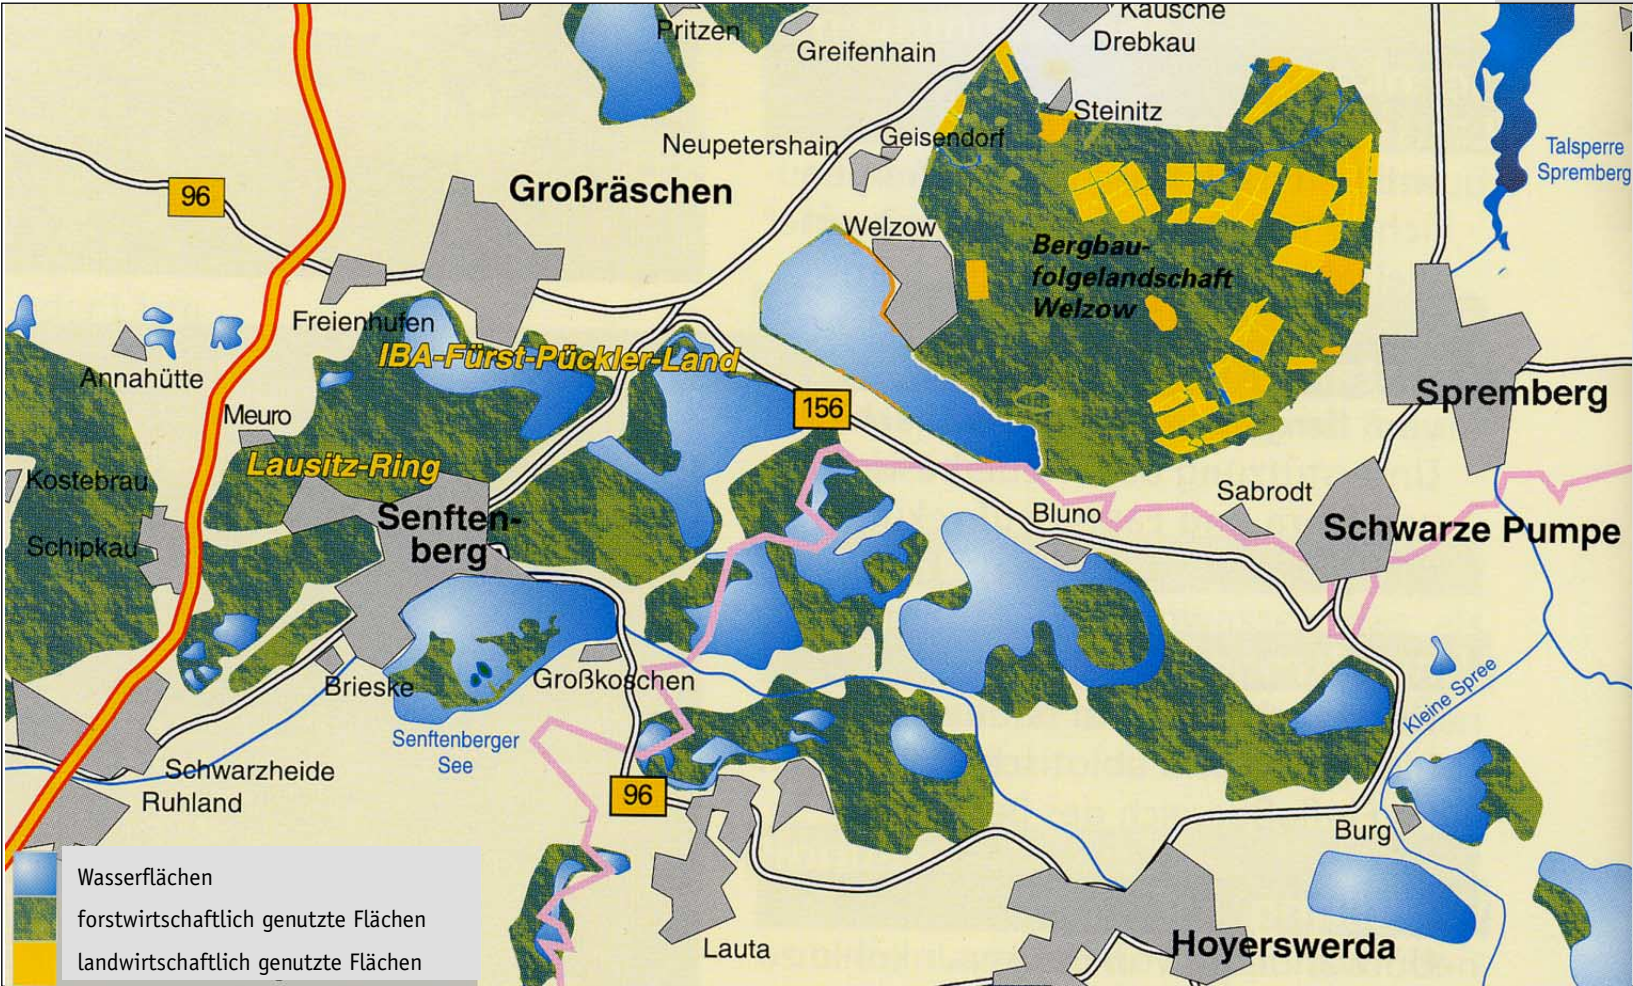 Kausche
Drebkau
Pritzen
Greifenhain
Steinitz
Neupetershain
Geisendorf
Talsperre
Spremberg
96
Großräschen
Welzow
Bergbau-
folgelandschaft
Welzow
Freienhufen
IBA-Fürst-Pückler-Land
Annahütte
156
Spremberg
Meuro
Lausitz-Ring
Kostebrau
Sabrodt
Senften-
berg
Bluno
Schwarze Pumpe
Schipkau
Brieske
Großkoschen
Kleine Spree
Senftenberger
See
Schwarzheide
Ruhland
96
Burg
Lauta
Hoyerswerda
Wasserflächen
forstwirtschaftlich genutzte Flächen
landwirtschaftlich genutzte Flächen